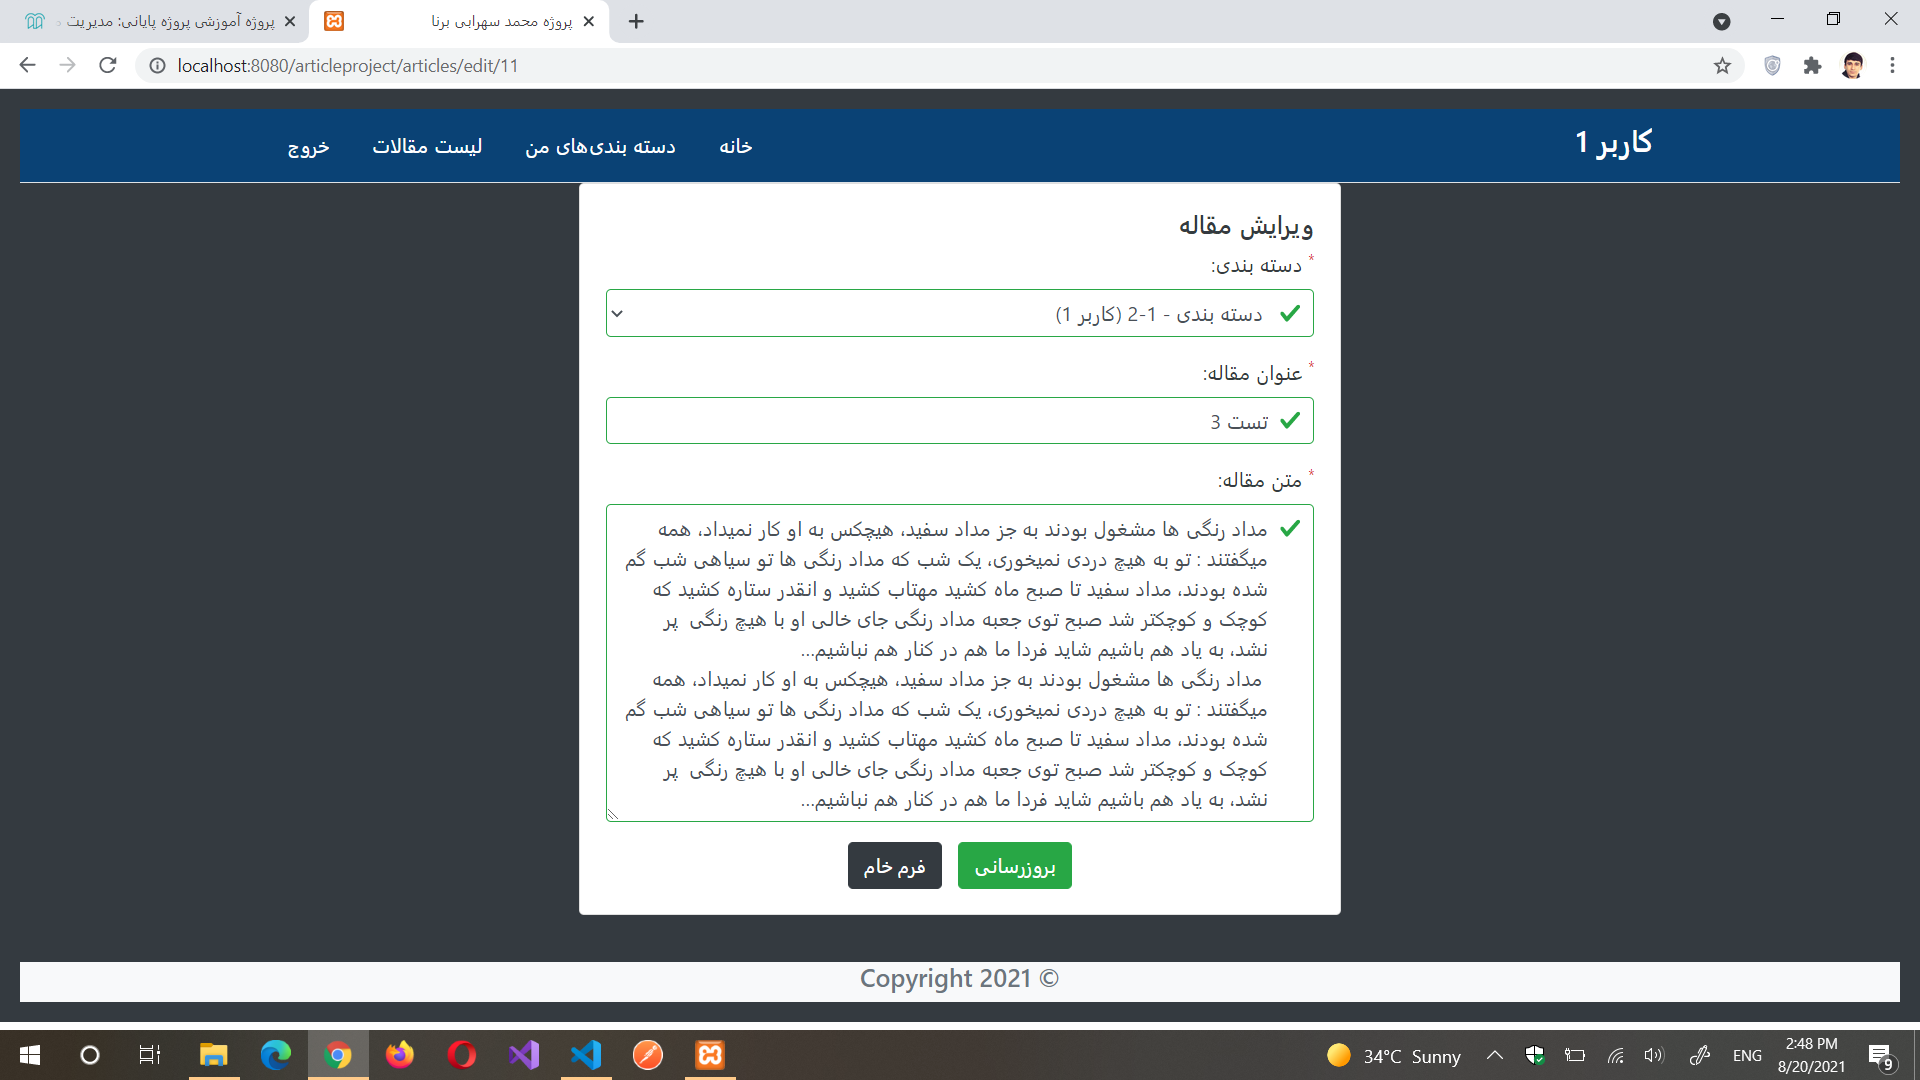 پروژه آموزشی پروژه پایانی: مدیریت
پروژه محمد سهرابی برنا
localhost:8080/articleproject/articles/edit/11
کاربر 1
خانه
دسته بندی‌های من
لیست مقالات
خروج
ویرایش مقاله
* دسته بندی:
دسته بندی - 1-2 (کاربر 1)
* عنوان مقاله:
تست 3
* متن مقاله:
مداد رنگی ها مشغول بودند به جز مداد سفید، هیچکس به او کار نمیداد، همه
میگفتند : تو به هیچ دردی نمیخوری، یک شب که مداد رنگی ها تو سیاهی شب گم
شده بودند، مداد سفید تا صبح ماه کشید مهتاب کشید و انقدر ستاره کشید که
کوچک و کوچکتر شد صبح توی جعبه مداد رنگی جای خالی او با هیچ رنگی  پر
نشد، به یاد هم باشیم شاید فردا ما هم در کنار هم نباشیم...
مداد رنگی ها مشغول بودند به جز مداد سفید، هیچکس به او کار نمیداد، همه
میگفتند : تو به هیچ دردی نمیخوری، یک شب که مداد رنگی ها تو سیاهی شب گم
شده بودند، مداد سفید تا صبح ماه کشید مهتاب کشید و انقدر ستاره کشید که
کوچک و کوچکتر شد صبح توی جعبه مداد رنگی جای خالی او با هیچ رنگی  پر
نشد، به یاد هم باشیم شاید فردا ما هم در کنار هم نباشیم...
بروزرسانی
فرم خام
Copyright 2021 ©
34°C Sunny
ENG
2:48 PM
8/20/2021
9